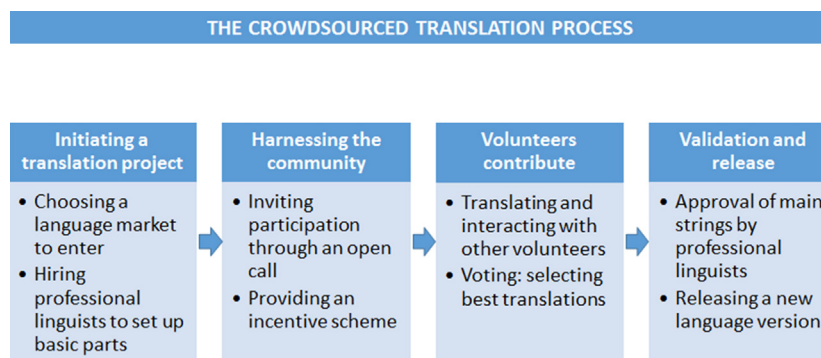 THE CROWDSOURCED TRANSLATION PROCESS
Initiating a
translation project
• Choosing a
language market
to enter
• Hiring
professional
linguists to set up
basic parts
Harnessing the
community
• Inviting
participation
through an open
call
• Providing an
incentive scheme
Volunteers
contribute
• Translating and
interacting with
other volunteers
• Voting: selecting
best translations
Validation and
release
• Approval of main
strings by
professional
linguists
• Releasing a new
language version